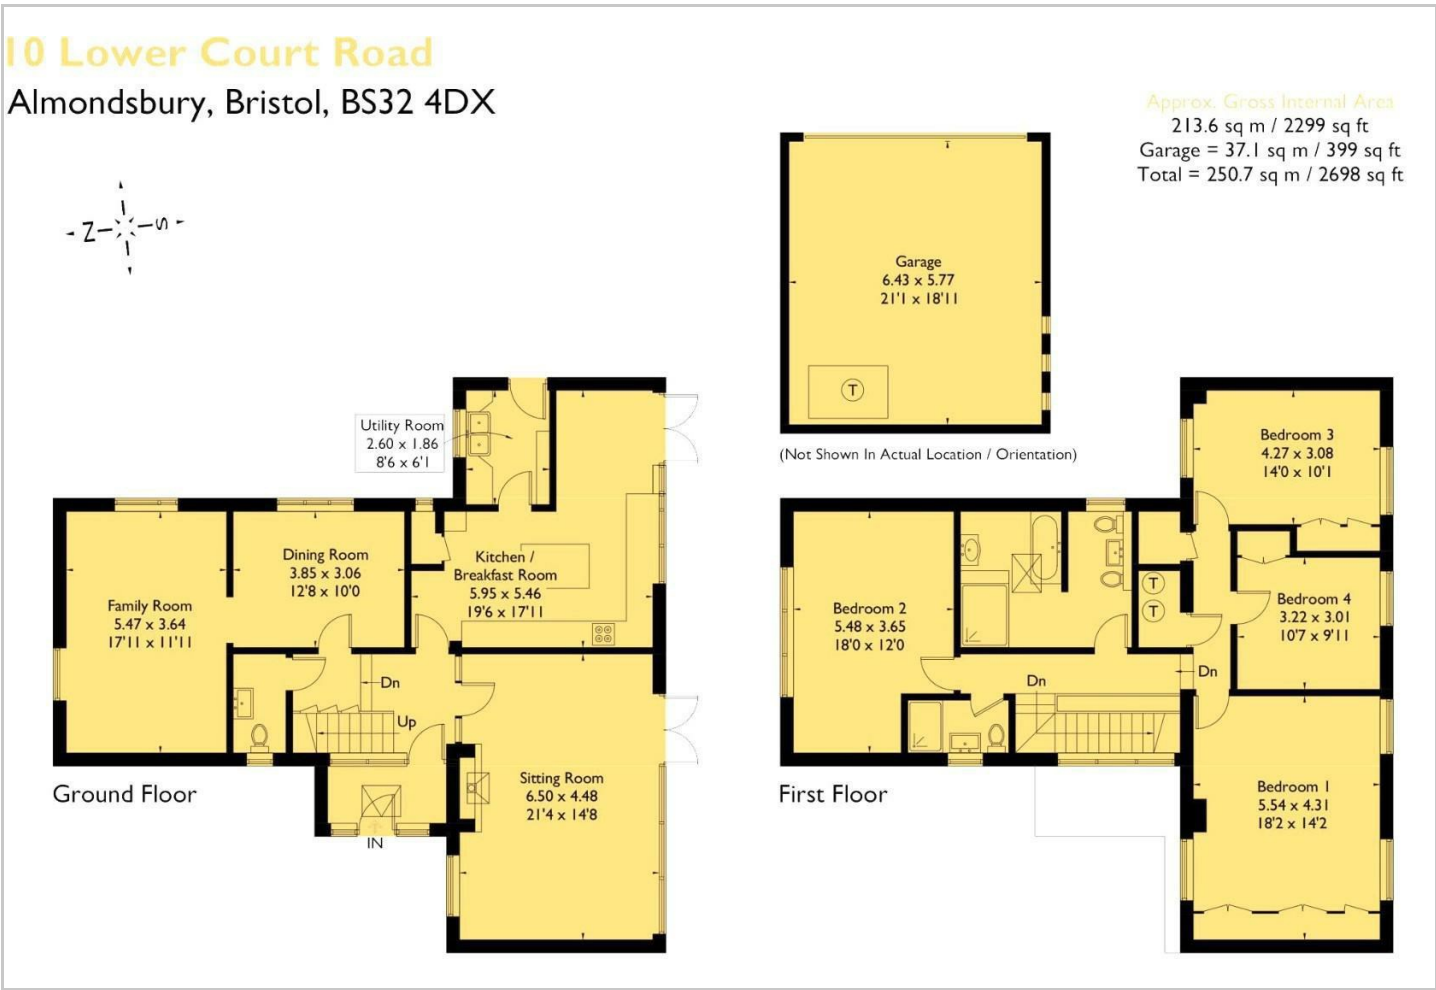 10 Lower Court Road
Almondsbury, Bristol, BS32 4DX
Approx. Gross Internal Area
213.6 sq m / 2299 sq ft
Garage = 37.1 sq m / 399 sq ft
Total = 250.7 sq m / 2698 sq ft
N
S
Garage
6.43 x 5.77
21'1 x 18'11
T
(Not Shown In Actual Location / Orientation)
Utility Room
2.60 x 1.86
8'6 x 6'1
Dining Room
3.85 x 3.06
12'8 x 10'0
Kitchen /
Breakfast Room
5.95 x 5.46
19'6 x 17'11
Family Room
5.47 x 3.64
17'11 x 11'11
Dn
Up
Sitting Room
6.50 x 4.48
21'4 x 14'8
IN
Ground Floor
Bedroom 3
4.27 x 3.08
14'0 x 10'1
T
T
Bedroom 4
3.22 x 3.01
10'7 x 9'11
Bedroom 2
5.48 x 3.65
18'0 x 12'0
Dn
Dn
Bedroom 1
5.54 x 4.31
18'2 x 14'2
First Floor